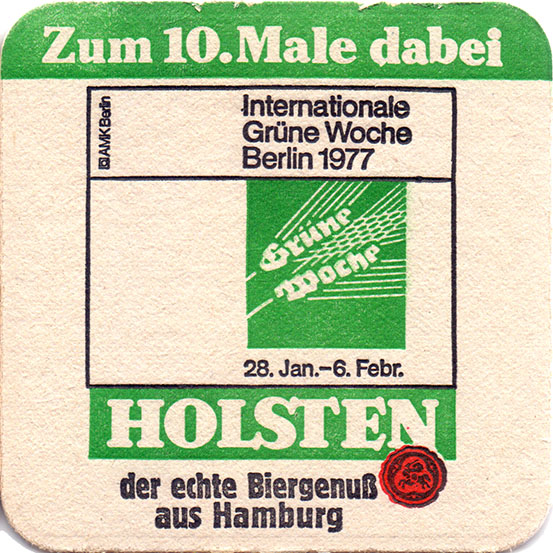 Zum 10. Male dabei
AMK Berlin
Internationale
Grüne Woche
Berlin 1977
Grüne
Woche
28. Jan.–6. Febr.
HOLSTEN
der echte Biergenuß
aus Hamburg